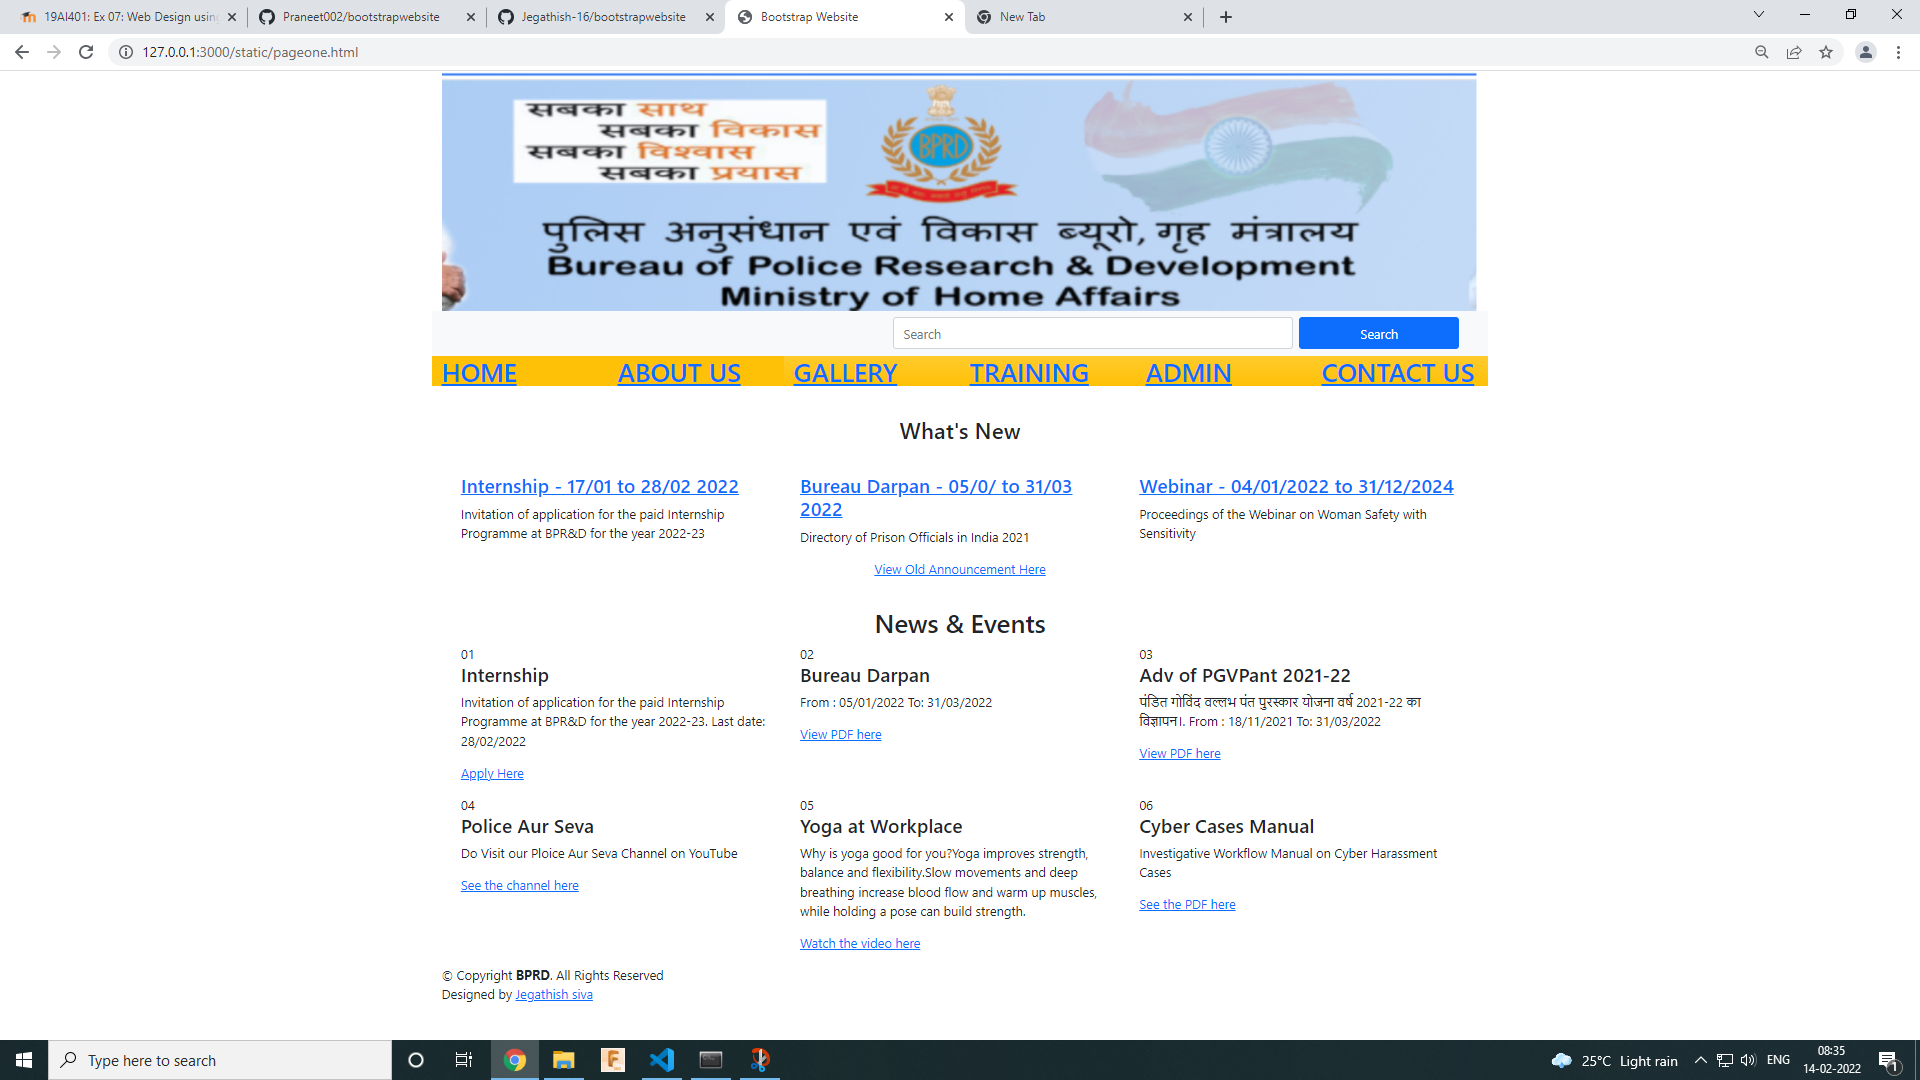 19AI401: Ex 07: Web Design usin
Praneet002/bootstrapwebsite
Jegathish-16/bootstrapwebsite
Bootstrap Website
New Tab
127.0.0.1:3000/static/pageone.html
सबका साथ
सबका विकास
सबका विश्वास
सबका प्रयास
BPRD
पुलिस अनुसंधान एवं विकास ब्यूरो, गृह मंत्रालय
Bureau of Police Research & Development
Ministry of Home Affairs
Search
Search
HOME ABOUT US GALLERY TRAINING ADMIN CONTACT US
What's New
Internship - 17/01 to 28/02 2022
Invitation of application for the paid Internship
Programme at BPR&D for the year 2022-23
Bureau Darpan - 05/0/ to 31/03
2022
Directory of Prison Officials in India 2021
Webinar - 04/01/2022 to 31/12/2024
Proceedings of the Webinar on Woman Safety with
Sensitivity
View Old Announcement Here
News & Events
01
Internship
Invitation of application for the paid Internship
Programme at BPR&D for the year 2022-23. Last date:
28/02/2022
Apply Here
02
Bureau Darpan
From : 05/01/2022 To: 31/03/2022
View PDF here
03
Adv of PGVPant 2021-22
पंडित गोविंद वल्लभ पंत पुरस्कार योजना वर्ष 2021-22 का
विज्ञापन।. From : 18/11/2021 To: 31/03/2022
View PDF here
04
Police Aur Seva
Do Visit our Ploice Aur Seva Channel on YouTube
See the channel here
05
Yoga at Workplace
Why is yoga good for you?Yoga improves strength,
balance and flexibility.Slow movements and deep
breathing increase blood flow and warm up muscles,
while holding a pose can build strength.
Watch the video here
06
Cyber Cases Manual
Investigative Workflow Manual on Cyber Harassment
Cases
See the PDF here
© Copyright BPRD. All Rights Reserved
Designed by Jegathish siva
Type here to search
25°C Light rain
ENG
08:35
14-02-2022
1